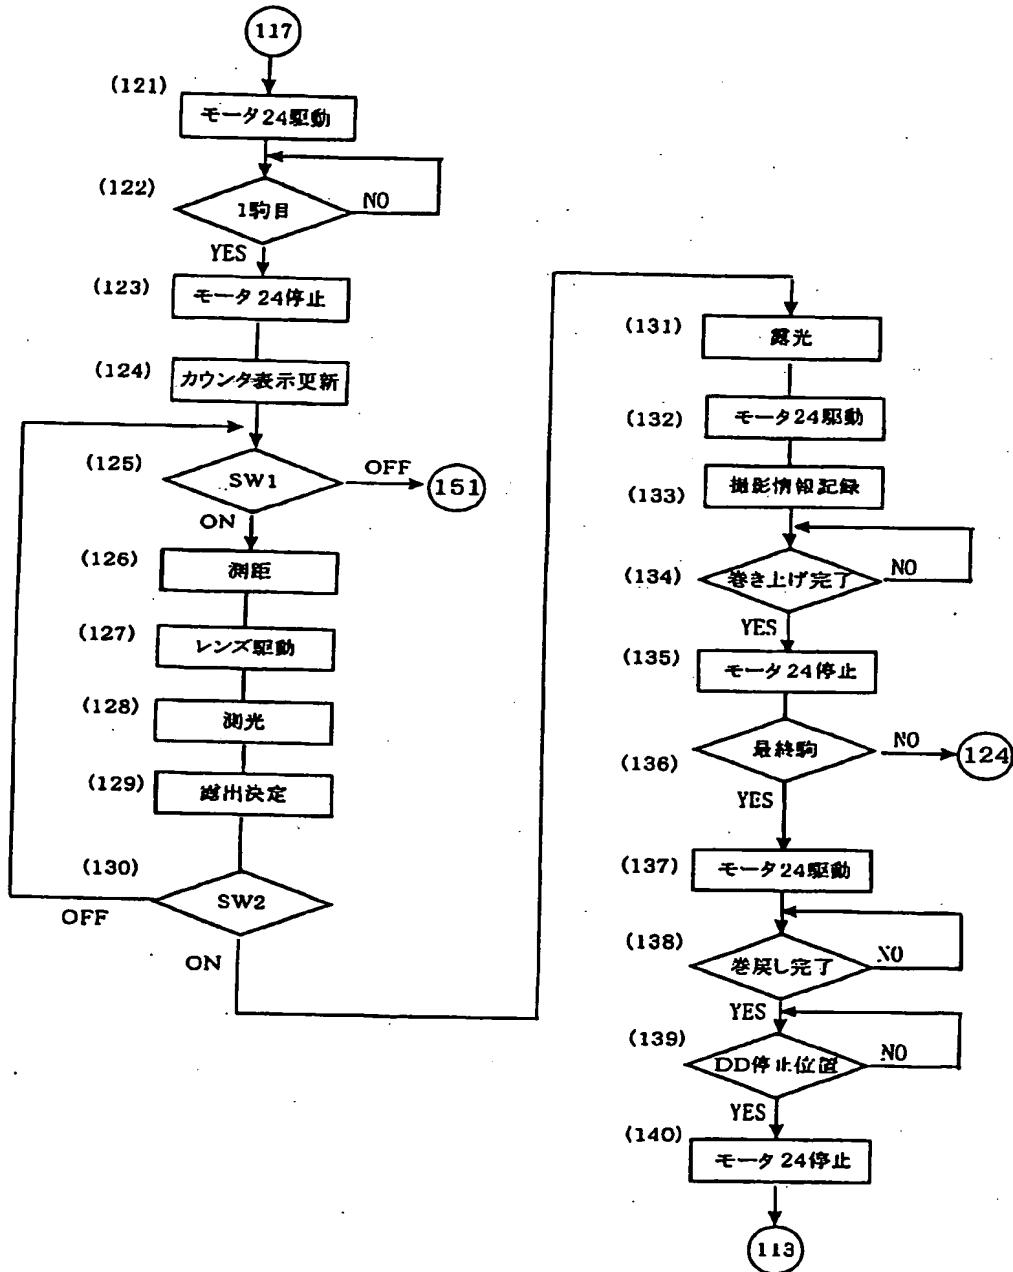 117
(121)
モータ24駆動
(122)
1駒目
NO
YES
(123)
モータ24停止
(124)
カウンタ表示更新
(125)
SW1
OFF
151
ON
(126)
測距
(127)
レンズ駆動
(128)
測光
(129)
露出決定
(130)
SW2
OFF
ON
(131)
露光
(132)
モータ24駆動
(133)
撮影情報記録
(134)
巻き上げ完了
NO
YES
(135)
モータ24停止
(136)
最終駒
NO
124
YES
(137)
モータ24駆動
(138)
巻戻し完了
NO
YES
(139)
DD停止位置
NO
YES
(140)
モータ24停止
113